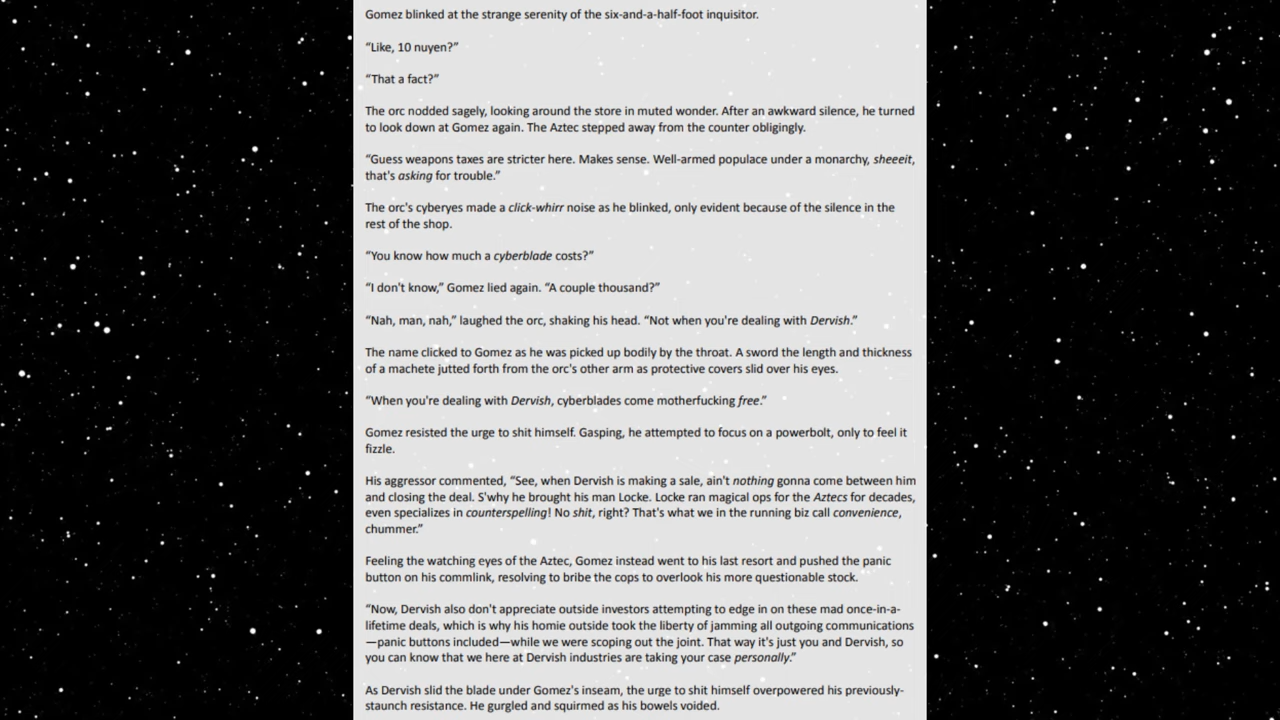 Gomez blinked at the strange serenity of the six-and-a-half-foot inquisitor.
“Like, 10 nuyen?”
“That a fact?”
The orc nodded sagely, looking around the store in muted wonder. After an awkward silence, he turned
to look down at Gomez again. The Aztec stepped away from the counter obligingly.
“Guess weapons taxes are stricter here. Makes sense. Well-armed populace under a monarchy, sheeeit,
that's asking for trouble.”
The orc's cybereyes made a click-whirr noise as he blinked, only evident because of the silence in the
rest of the shop.
“You know how much a cyberblade costs?”
“I don't know,” Gomez lied again. “A couple thousand?”
“Nah, man, nah,” laughed the orc, shaking his head. “Not when you're dealing with Dervish.”
The name clicked to Gomez as he was picked up bodily by the throat. A sword the length and thickness
of a machete jutted forth from the orc's other arm as protective covers slid over his eyes.
“When you're dealing with Dervish, cyberblades come motherfucking free.”
Gomez resisted the urge to shit himself. Gasping, he attempted to focus on a powerbolt, only to feel it
fizzle.
His aggressor commented, “See, when Dervish is making a sale, ain't nothing gonna come between him
and closing the deal. S'why he brought his man Locke. Locke ran magical ops for the Aztecs for decades,
even specializes in counterspelling! No shit, right? That's what we in the running biz call convenience,
chummer.”
Feeling the watching eyes of the Aztec, Gomez instead went to his last resort and pushed the panic
button on his commlink, resolving to bribe the cops to overlook his more questionable stock.
“Now, Dervish also don't appreciate outside investors attempting to edge in on these mad once-in-a-
lifetime deals, which is why his homie outside took the liberty of jamming all outgoing communications
—panic buttons included—while we were scoping out the joint. That way it's just you and Dervish, so
you can know that we here at Dervish industries are taking your case personally.”
As Dervish slid the blade under Gomez's inseam, the urge to shit himself overpowered his previously-
staunch resistance. He gurgled and squirmed as his bowels voided.